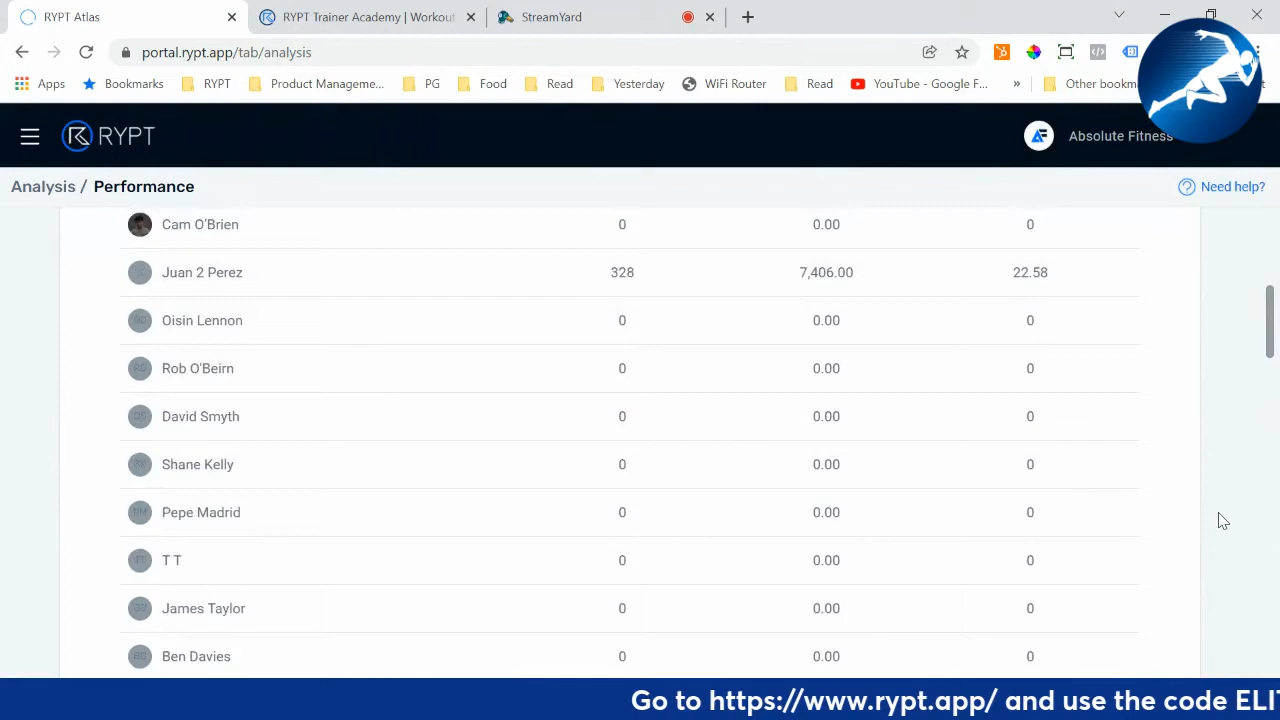 RYPT Atlas
RYPT Trainer Academy | Workout
StreamYard
portal.rypt.app/tab/analysis
Apps Bookmarks RYPT Product Manageme... PG Read Yesterday WiFi Router Read YouTube - Google F... » Other bookm
RYPT
Absolute Fitness
Analysis / Performance
Need help?
Cam O'Brien 0 0.00 0
Juan 2 Perez 328 7,406.00 22.58
Oisin Lennon 0 0.00 0
Rob O'Beirn 0 0.00 0
David Smyth 0 0.00 0
Shane Kelly 0 0.00 0
Pepe Madrid 0 0.00 0
T T 0 0.00 0
James Taylor 0 0.00 0
Ben Davies 0 0.00 0
Go to https://www.rypt.app/ and use the code ELI